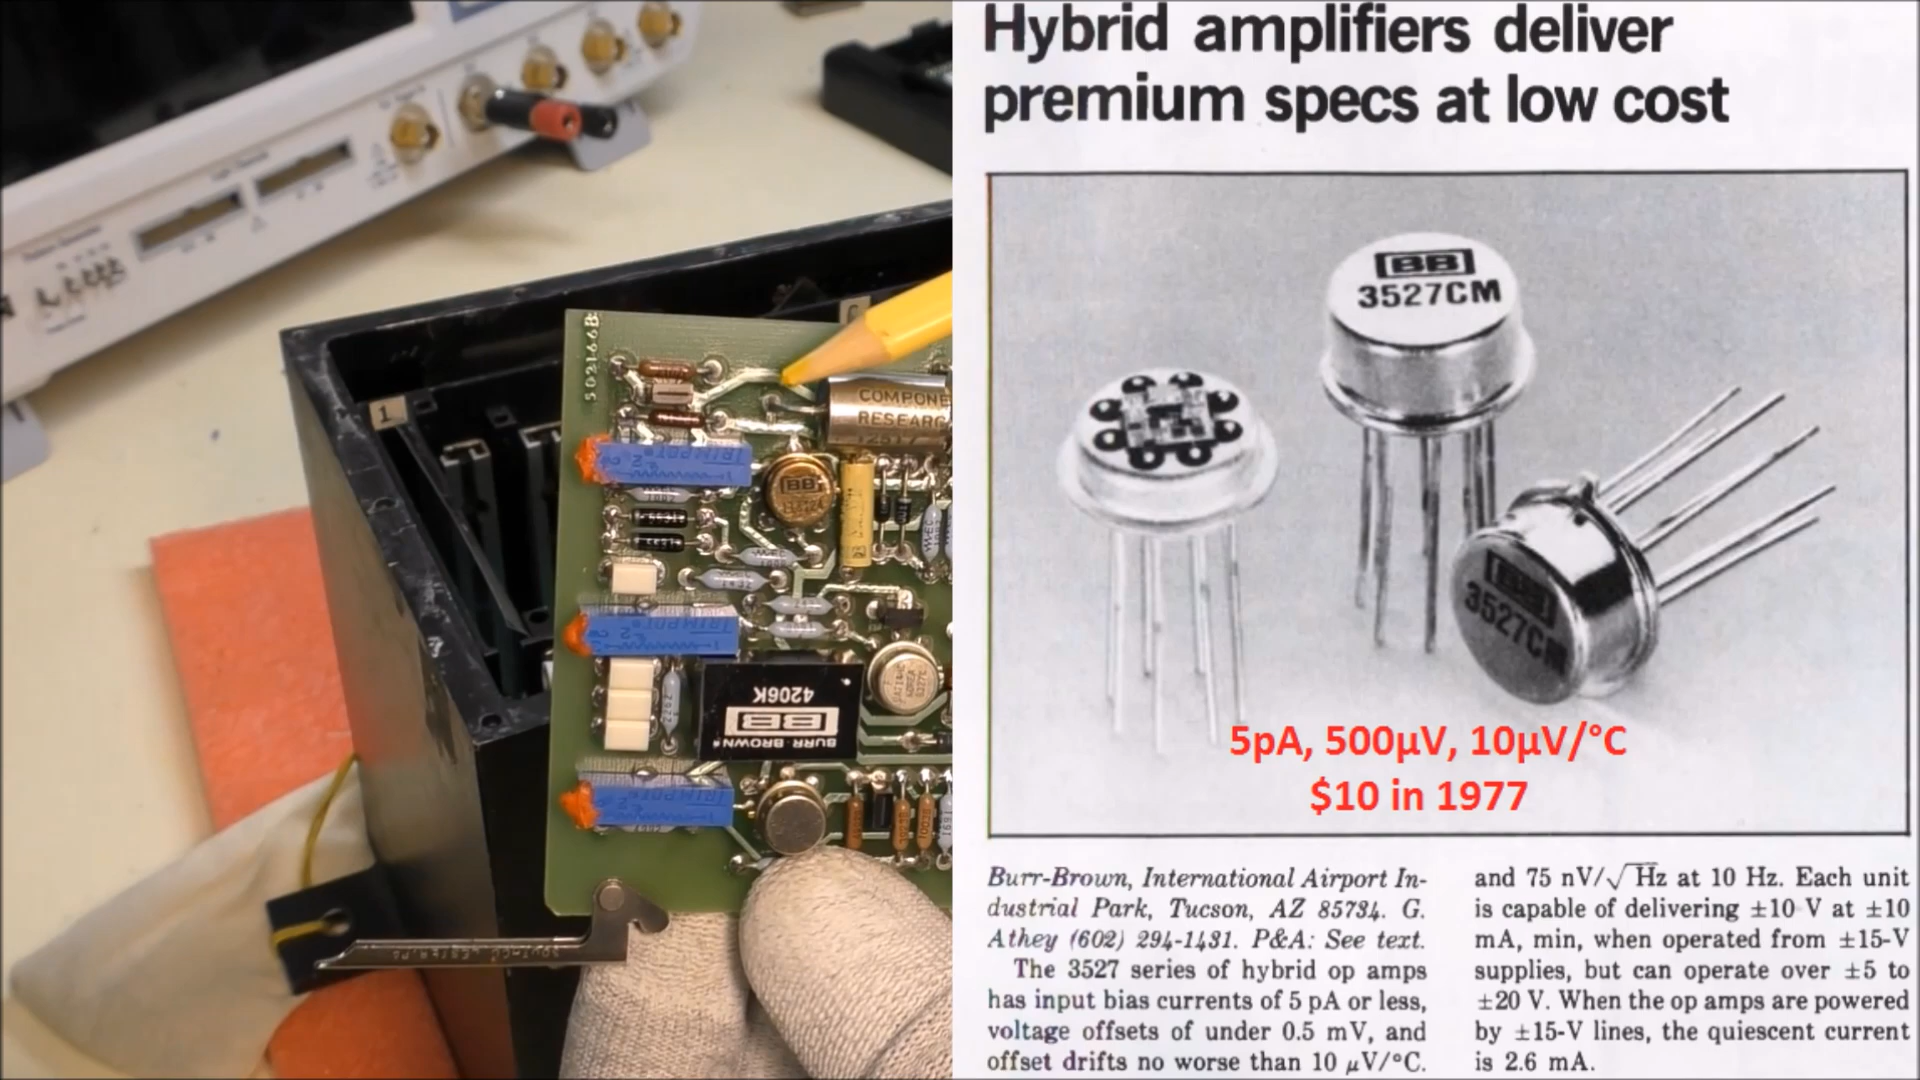 Hybrid amplifiers deliver
premium specs at low cost
BB
3527CM
BB
3527CM
5pA, 500µV, 10µV/°C
$10 in 1977
Burr-Brown, International Airport In-
dustrial Park, Tucson, AZ 85734. G.
Athey (602) 294-1431. P&A: See text.
The 3527 series of hybrid op amps
has input bias currents of 5 pA or less,
voltage offsets of under 0.5 mV, and
offset drifts no worse than 10 µV/°C.
and 75 nV/√Hz at 10 Hz. Each unit
is capable of delivering ±10 V at ±10
mA, min, when operated from ±15-V
supplies, but can operate over ±5 to
±20 V. When the op amps are powered
by ±15-V lines, the quiescent current
is 2.6 mA.
1
C
502166B
COMPONE
RESEARC
TRIMPOT
BB
TRIMPOT
4206K
BB
BURR-BROWN
TRIMPOT